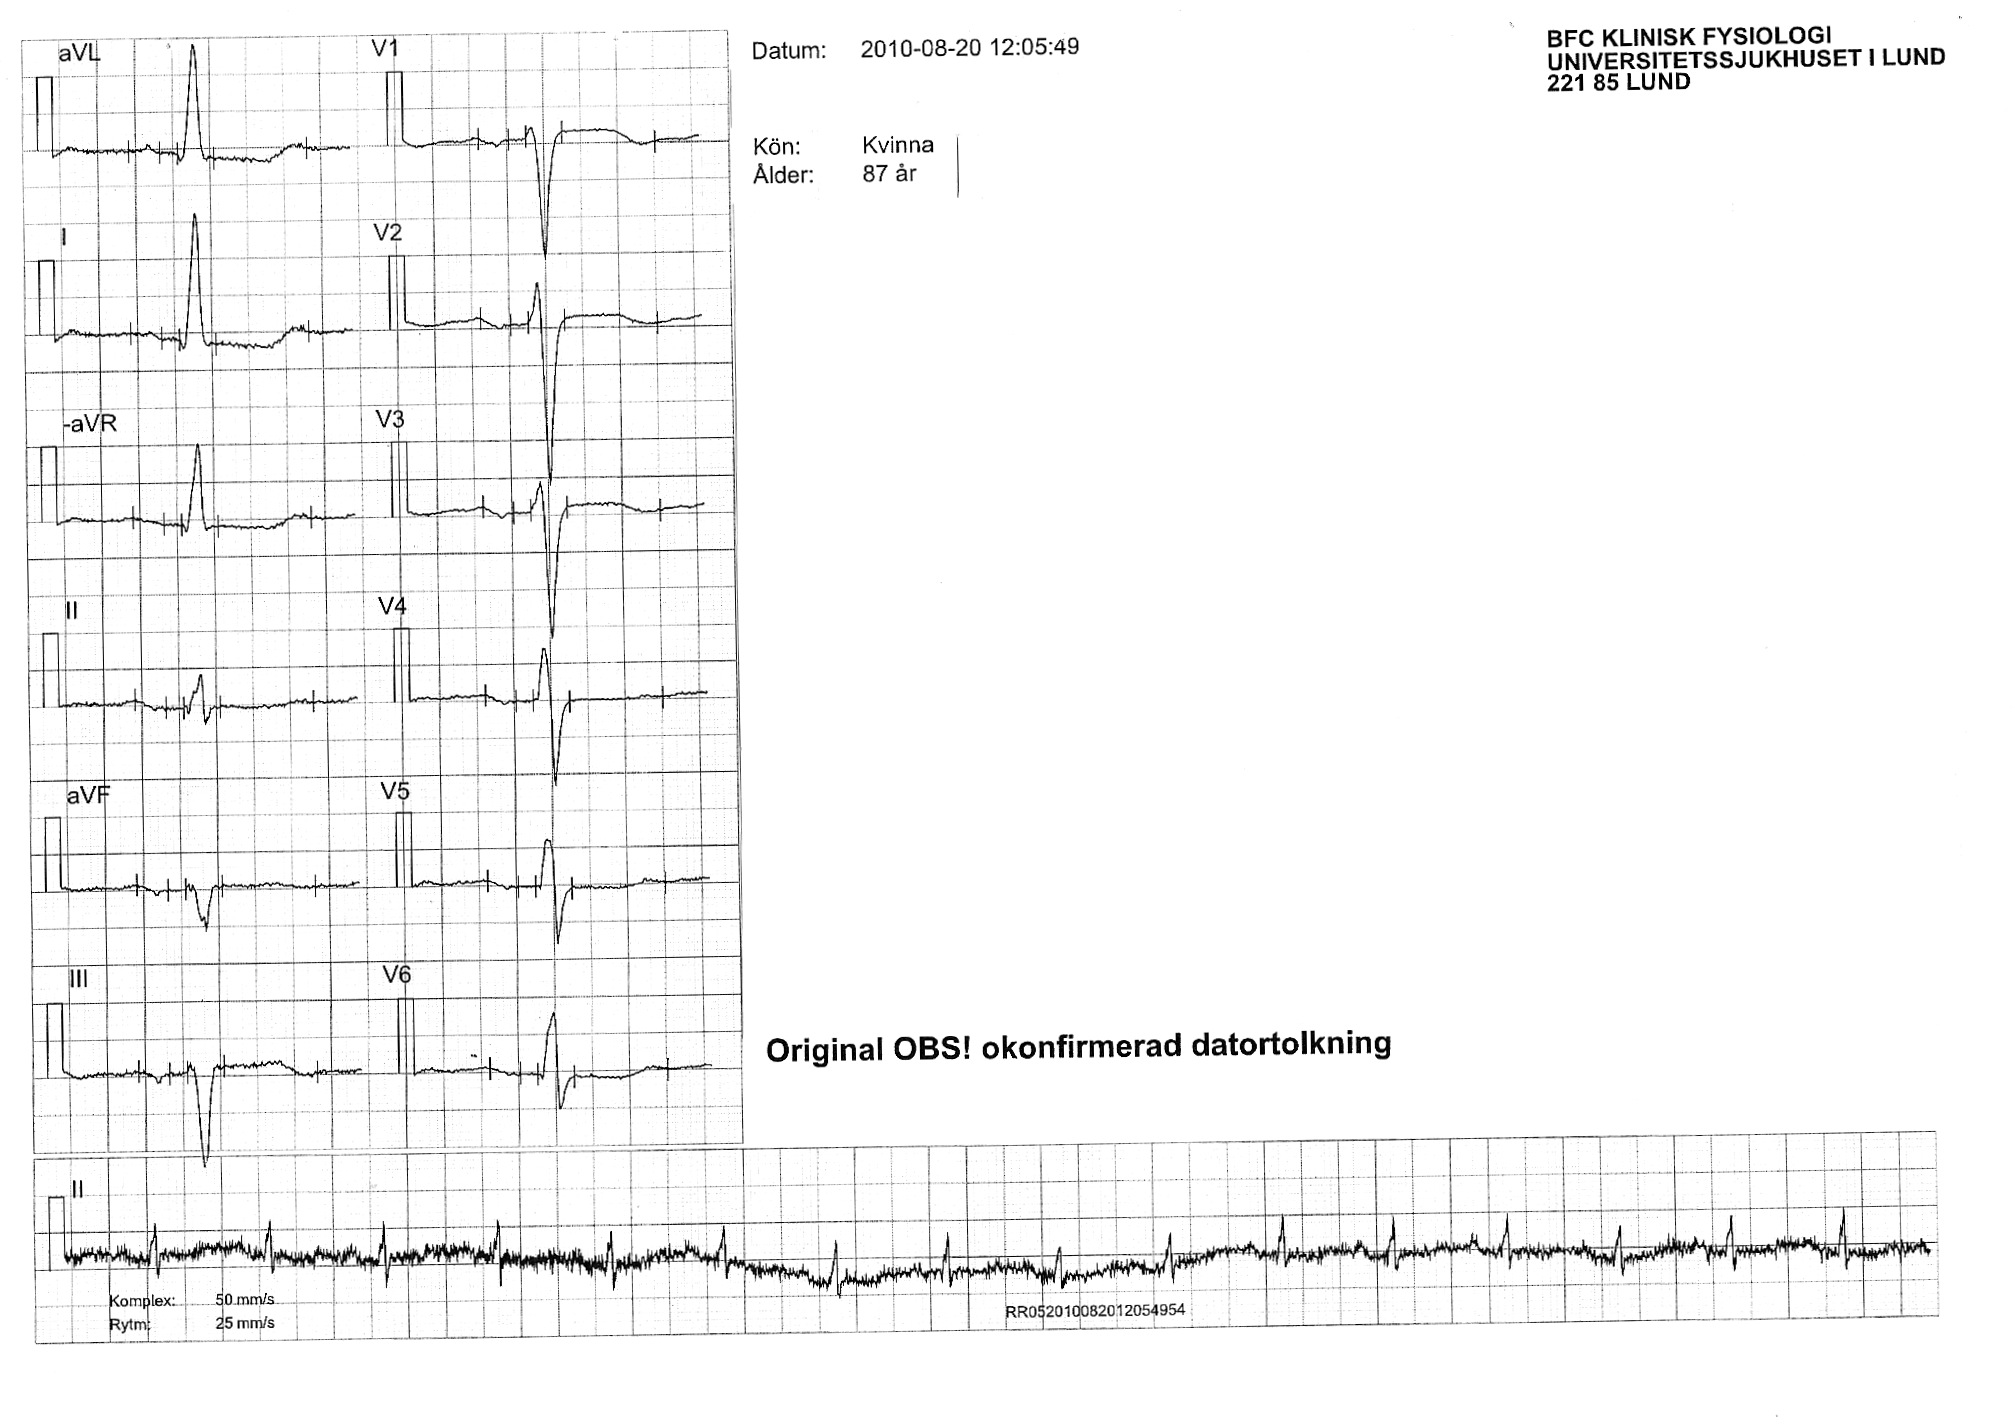 aVL
V1
Datum: 2010-08-20 12:05:49
BFC KLINISK FYSIOLOGI
UNIVERSITETSSJUKHUSET I LUND
221 85 LUND
Kön: Kvinna
Ålder: 87 år
I
V2
-aVR
V3
II
V4
aVF
V5
III
V6
Original OBS! okonfirmerad datortolkning
II
Komplex: 50 mm/s
Rytm: 25 mm/s
RR052010082012054954